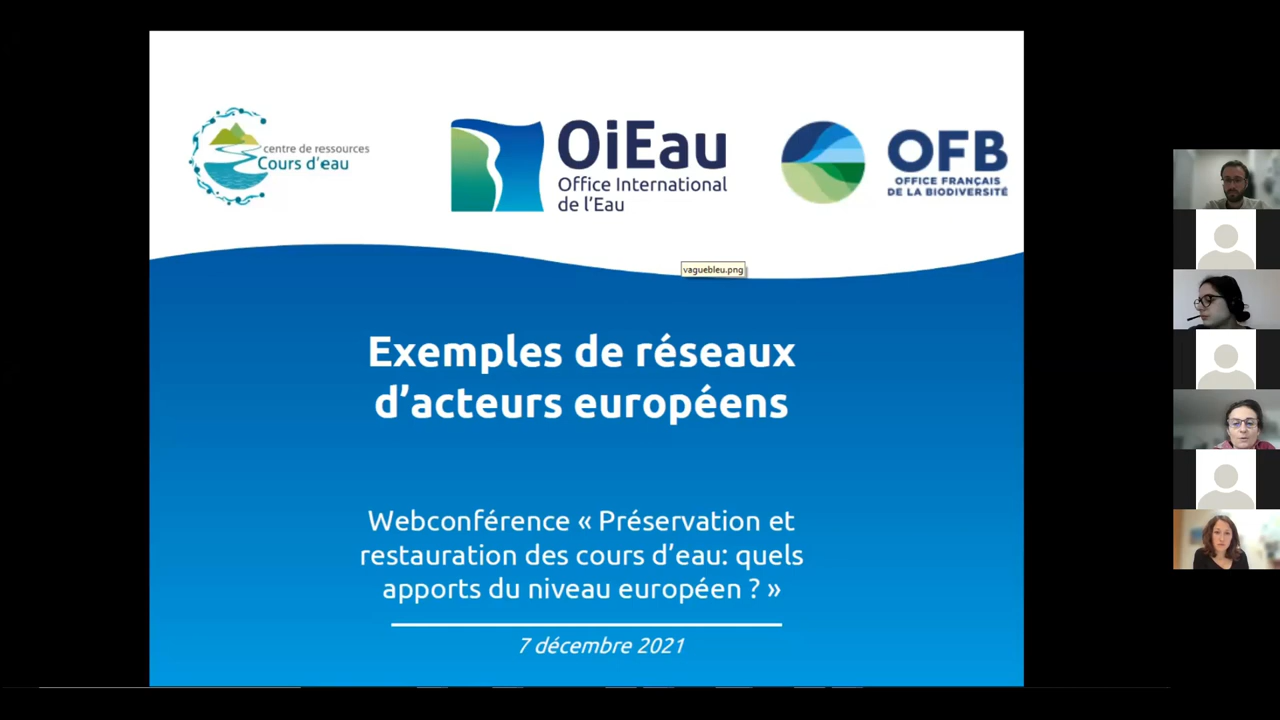 centre de ressources
Cours d'eau
OiEau
Office International
de l'Eau
OFB
OFFICE FRANÇAIS
DE LA BIODIVERSITÉ
vaguebleu.png
Exemples de réseaux
d'acteurs européens
Webconférence « Préservation et
restauration des cours d'eau: quels
apports du niveau européen ? »
7 décembre 2021